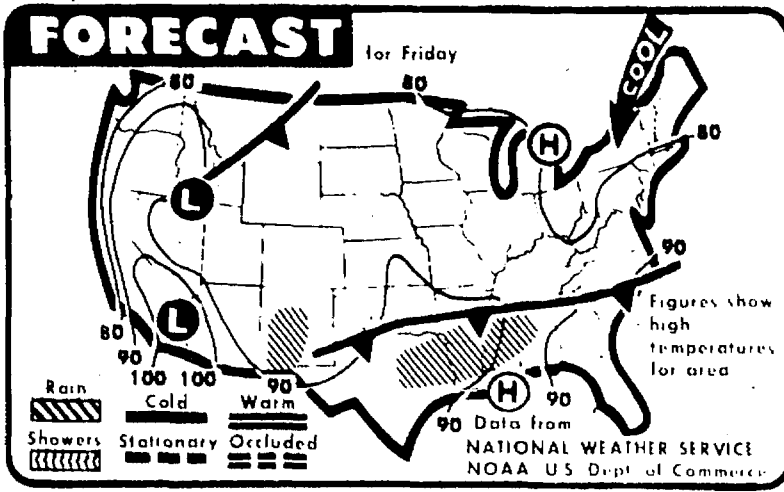 FORECAST
for Friday
COOL
80
80
H
80
L
90
L
Figures show
high
temperatures
for area
80
90
100 100
90
H
90
90
Rain
Cold
Warm
Showers
Stationary
Occluded
Data from
NATIONAL WEATHER SERVICE
NOAA US Dept of Commerce